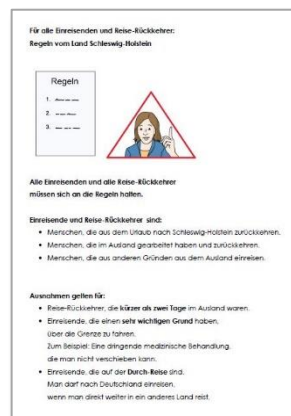 Für alle Einreisenden und Reise-Rückkehrer:
Regeln vom Land Schleswig-Holstein
Regeln
1.
2.
3.
Alle Einreisenden und alle Reise-Rückkehrer
müssen sich an die Regeln halten.
Einreisende und Reise-Rückkehrer sind:
• Menschen, die aus dem Urlaub nach Schleswig-Holstein zurückkehren.
• Menschen, die im Ausland gearbeitet haben und zurückkehren.
• Menschen, die aus anderen Gründen aus dem Ausland einreisen.
Ausnahmen gelten für:
• Reise-Rückkehrer, die kürzer als zwei Tage im Ausland waren.
• Einreisende, die einen sehr wichtigen Grund haben,
über die Grenze zu fahren.
Zum Beispiel: Eine dringende medizinische Behandlung,
die man nicht verschieben kann.
• Einreisende, die auf der Durch-Reise sind.
Man darf nach Deutschland einreisen,
wenn man direkt weiter in ein anderes Land reist.